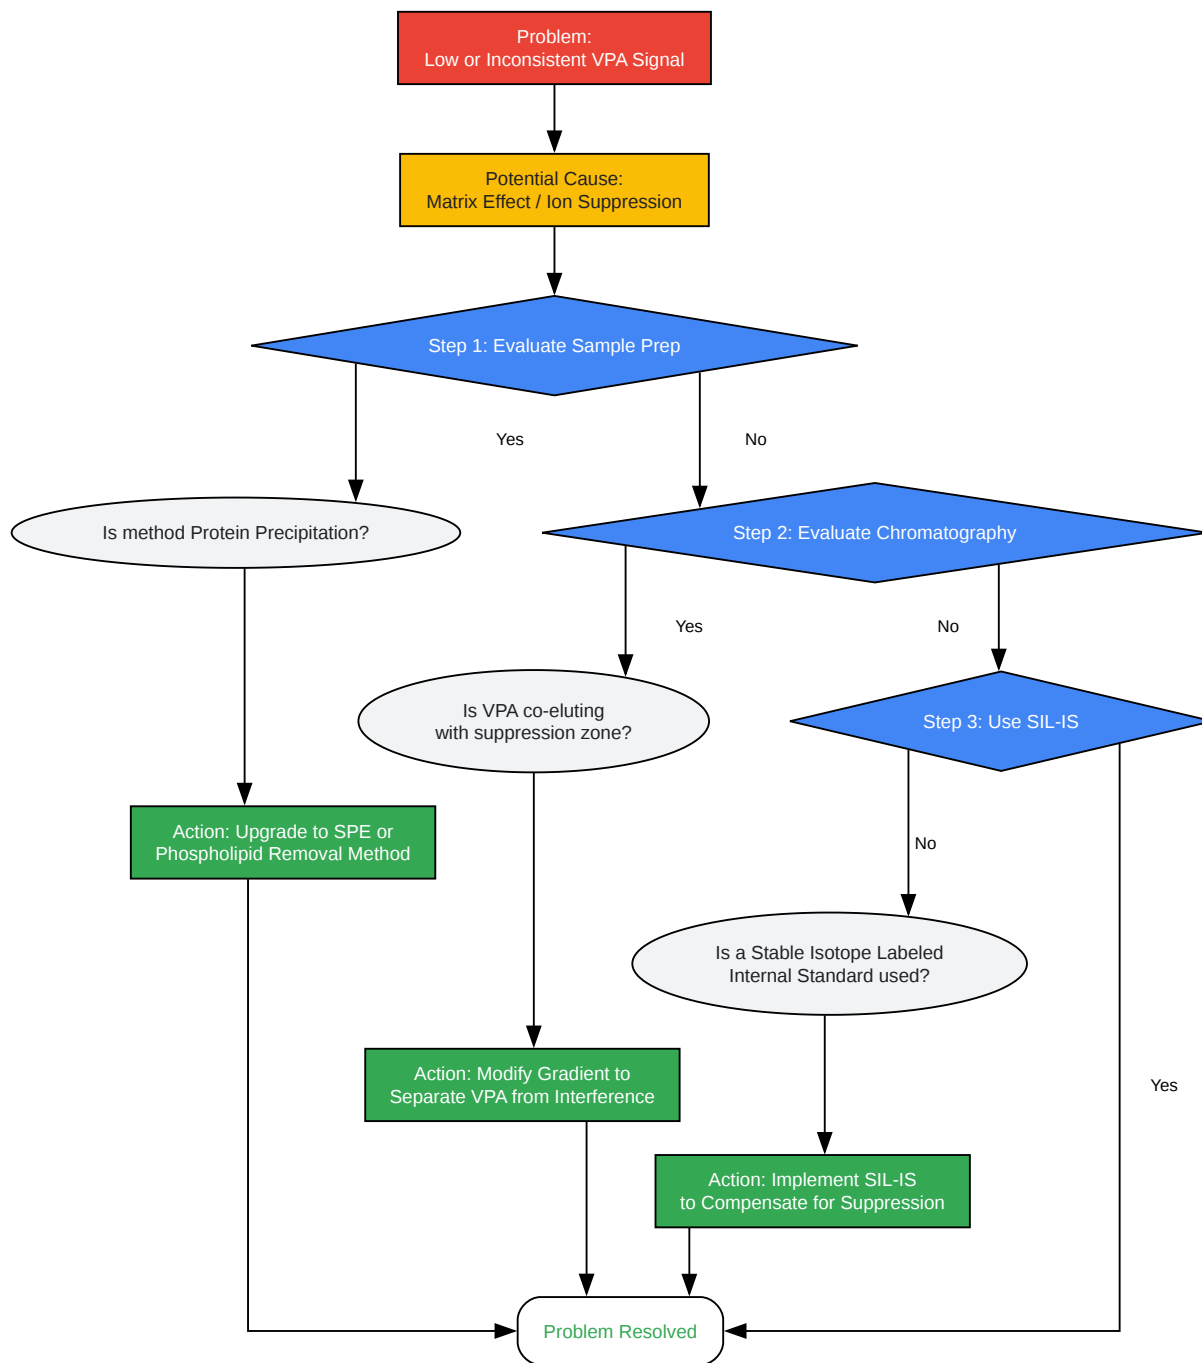 Problem:
Low or Inconsistent VPA Signal
Potential Cause:
Matrix Effect / Ion Suppression
Step 1: Evaluate Sample Prep
Yes
No
Is method Protein Precipitation?
Step 2: Evaluate Chromatography
Yes
No
Is VPA co-eluting
with suppression zone?
Step 3: Use SIL-IS
Action: Upgrade to SPE or
Phospholipid Removal Method
No
Is a Stable Isotope Labeled
Internal Standard used?
Action: Modify Gradient to
Separate VPA from Interference
Yes
Action: Implement SIL-IS
to Compensate for Suppression
Problem Resolved